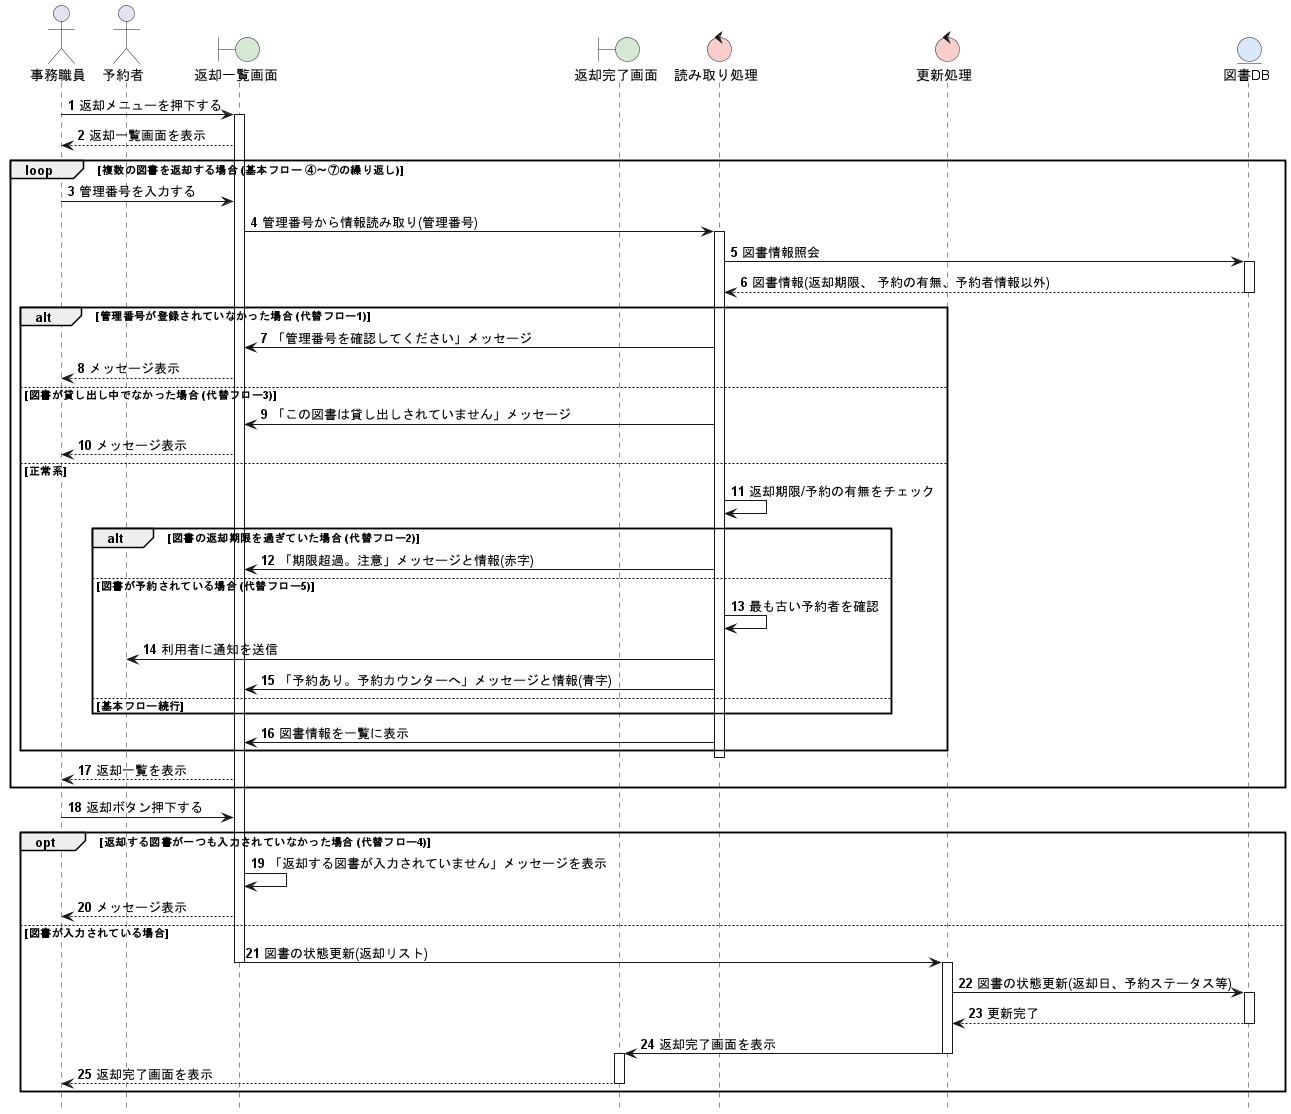 事務職員 予約者 返却一覧画面 返却完了画面 読み取り処理 更新処理 図書DB
1 返却メニューを押下する
2 返却一覧画面を表示
loop [複数の図書を返却する場合 (基本フロー ④〜⑦の繰り返し)]
3 管理番号を入力する
4 管理番号から情報読み取り(管理番号)
5 図書情報照会
6 図書情報(返却期限、 予約の有無、予約者情報以外)
alt [管理番号が登録されていなかった場合 (代替フロー1)]
7 「管理番号を確認してください」メッセージ
8 メッセージ表示
[図書が貸し出し中でなかった場合 (代替フロー3)]
9 「この図書は貸し出しされていません」メッセージ
10 メッセージ表示
[正常系]
11 返却期限/予約の有無をチェック
alt [図書の返却期限を過ぎていた場合 (代替フロー2)]
12 「期限超過。注意」メッセージと情報(赤字)
[図書が予約されている場合 (代替フロー5)]
13 最も古い予約者を確認
14 利用者に通知を送信
15 「予約あり。予約カウンターへ」メッセージと情報(青字)
[基本フロー続行]
16 図書情報を一覧に表示
17 返却一覧を表示
18 返却ボタン押下する
opt [返却する図書が一つも入力されていなかった場合 (代替フロー4)]
19 「返却する図書が入力されていません」メッセージを表示
20 メッセージ表示
[図書が入力されている場合]
21 図書の状態更新(返却リスト)
22 図書の状態更新(返却日、予約ステータス等)
23 更新完了
24 返却完了画面を表示
25 返却完了画面を表示